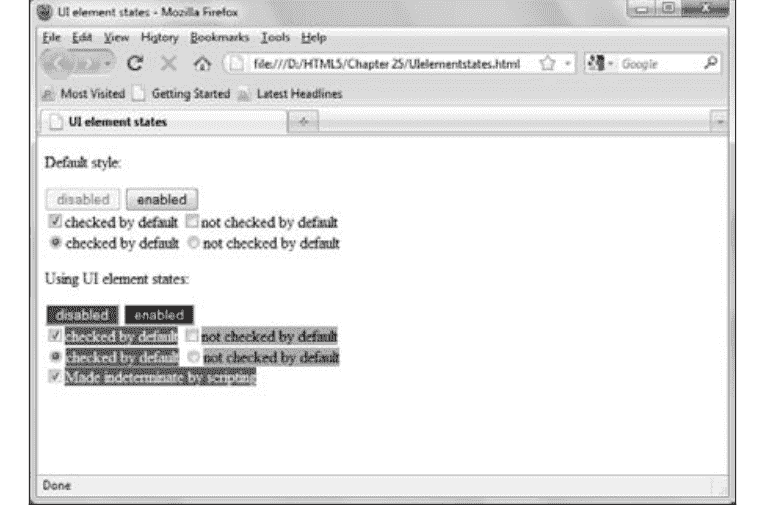 UI element states - Mozilla Firefox
File Edit View History Bookmarks Tools Help
file:///D:/HTML5/Chapter 25/UIelementstates.html Google
Most Visited Getting Started Latest Headlines
UI element states
Default style:
disabled enabled
checked by default not checked by default
checked by default not checked by default
Using UI element states:
disabled enabled
checked by default not checked by default
checked by default not checked by default
Made indeterminate by scripting
Done